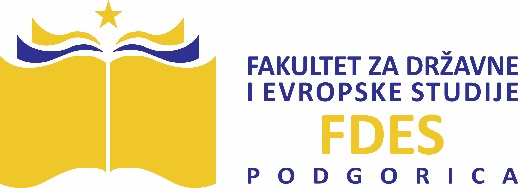 FAKULTET ZA DRŽAVNE
I EVROPSKE STUDIJE
FDES
PODGORICA